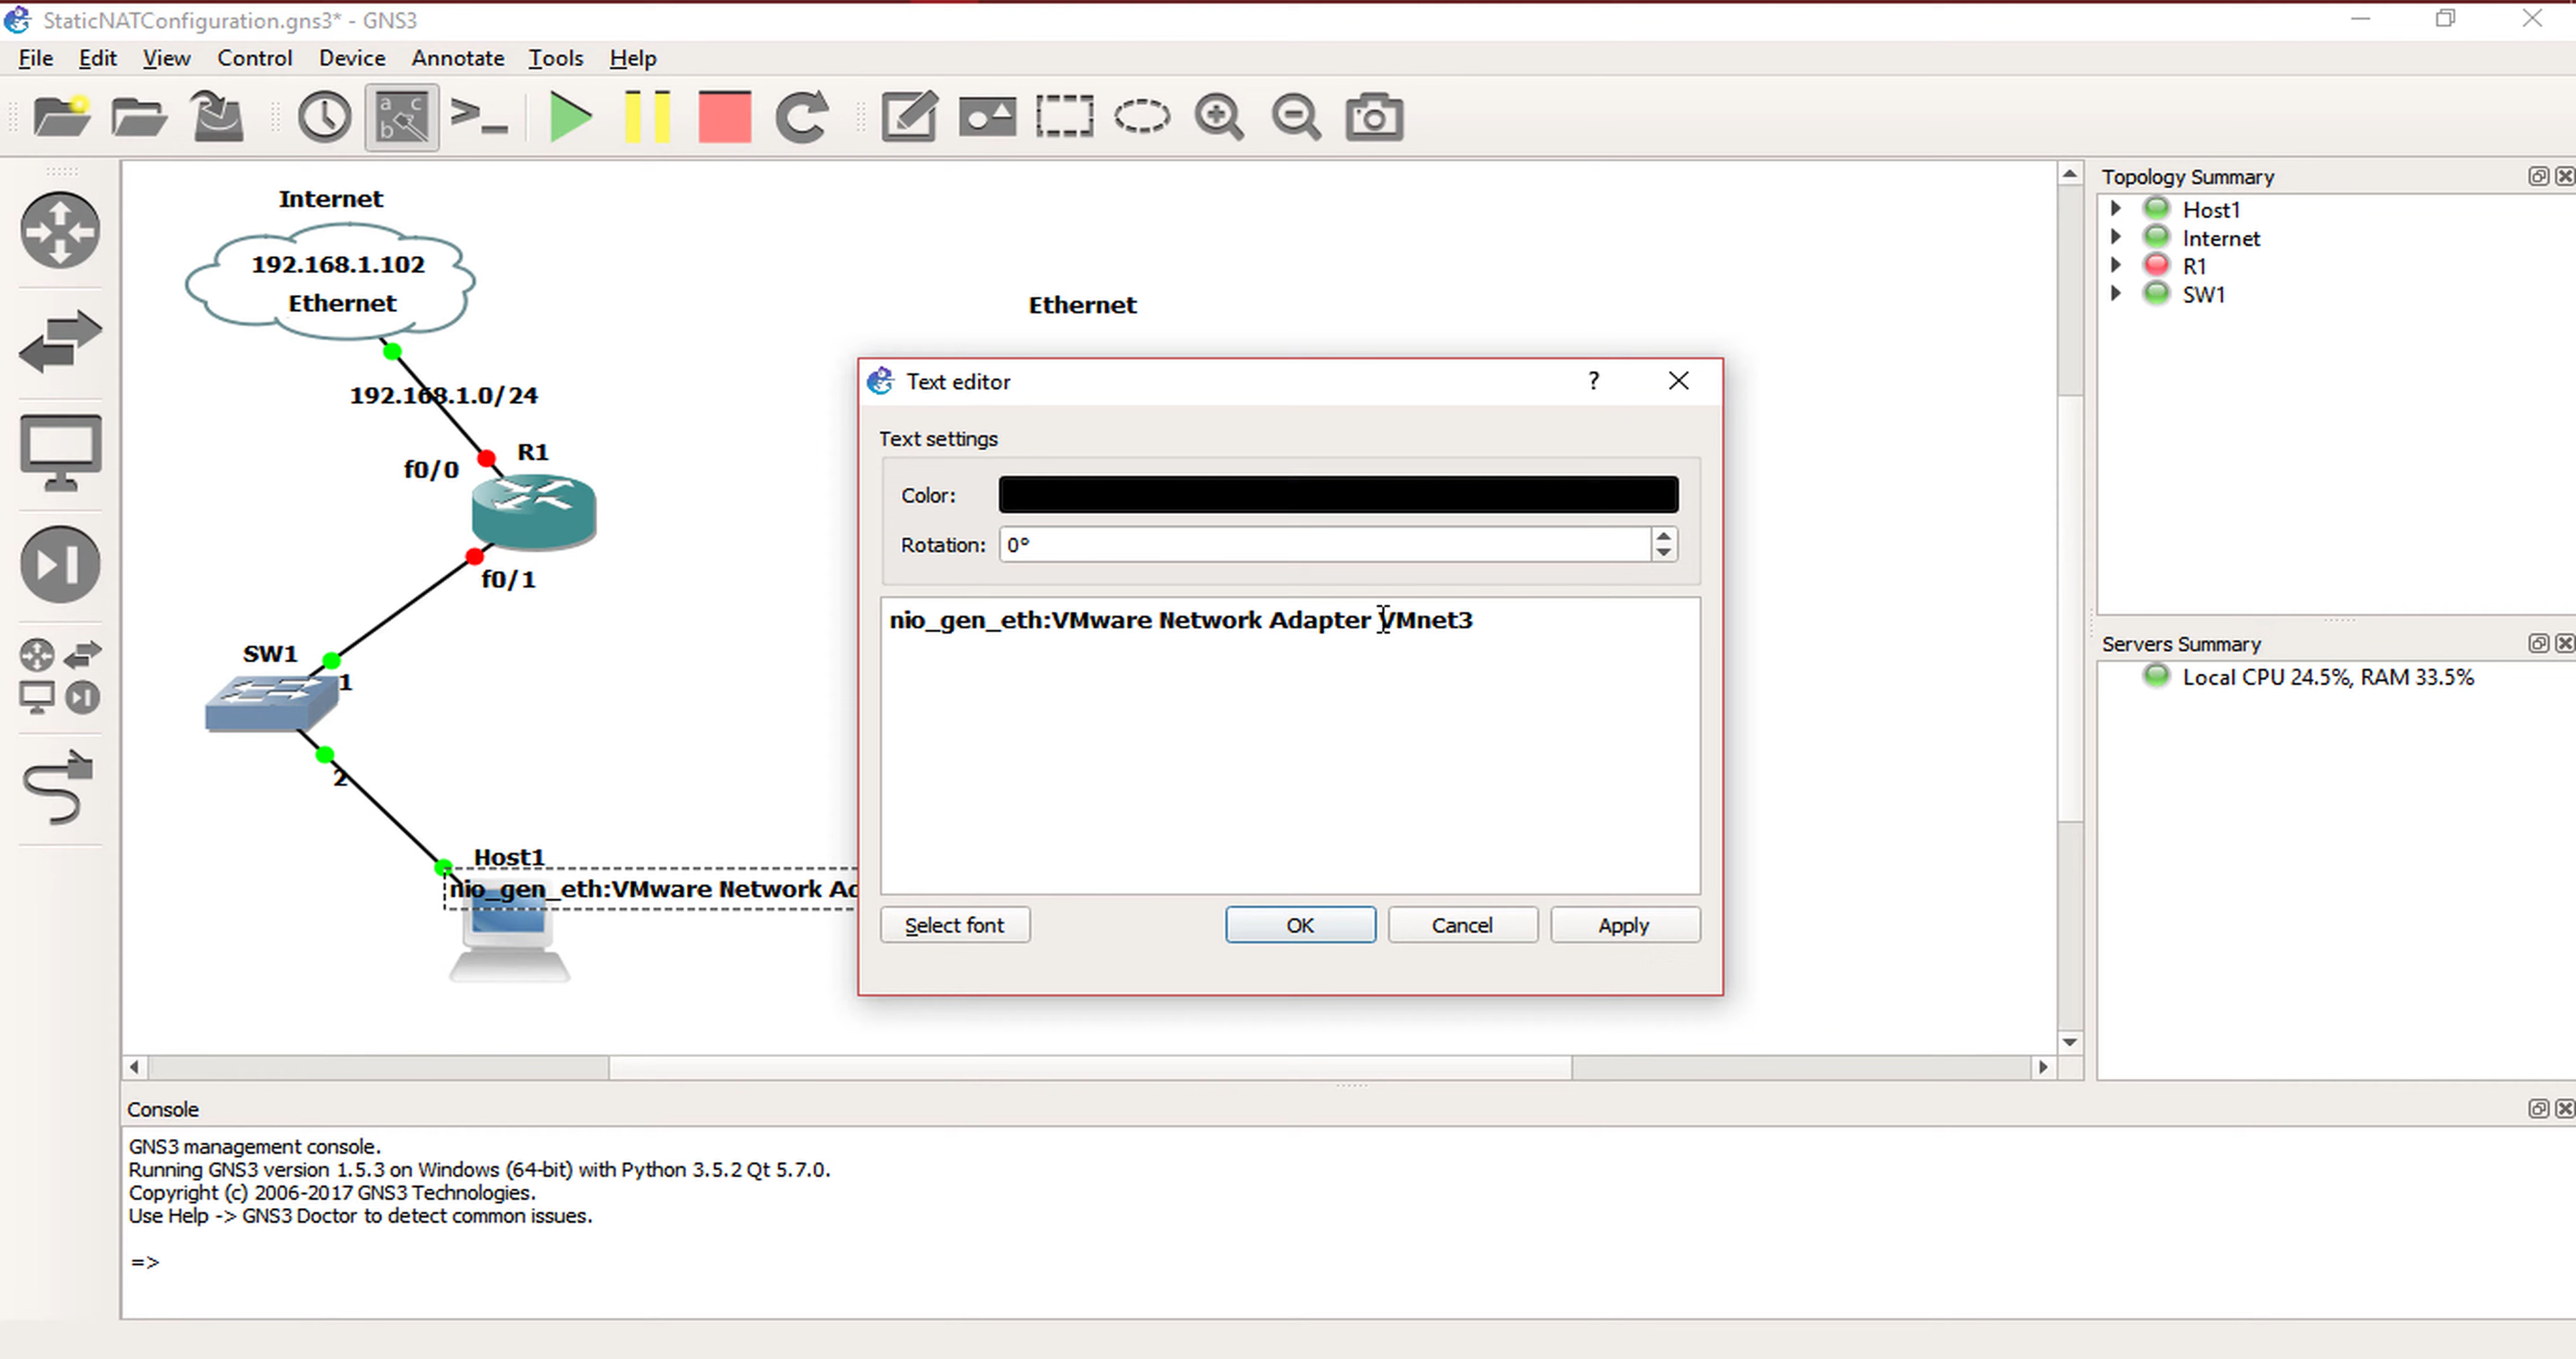 StaticNATConfiguration.gns3* - GNS3
File Edit View Control Device Annotate Tools Help
a c
b
>_
Internet
192.168.1.102
Ethernet
192.168.1.0/24
f0/0
R1
f0/1
SW1
1
2
Host1
nio_gen_eth:VMware Network Ad
Ethernet
Text editor
?
Text settings
Color:
Rotation: 0°
nio_gen_eth:VMware Network Adapter VMnet3
Select font
OK
Cancel
Apply
Topology Summary
Host1
Internet
R1
SW1
Servers Summary
Local CPU 24.5%, RAM 33.5%
Console
GNS3 management console.
Running GNS3 version 1.5.3 on Windows (64-bit) with Python 3.5.2 Qt 5.7.0.
Copyright (c) 2006-2017 GNS3 Technologies.
Use Help -> GNS3 Doctor to detect common issues.
=>